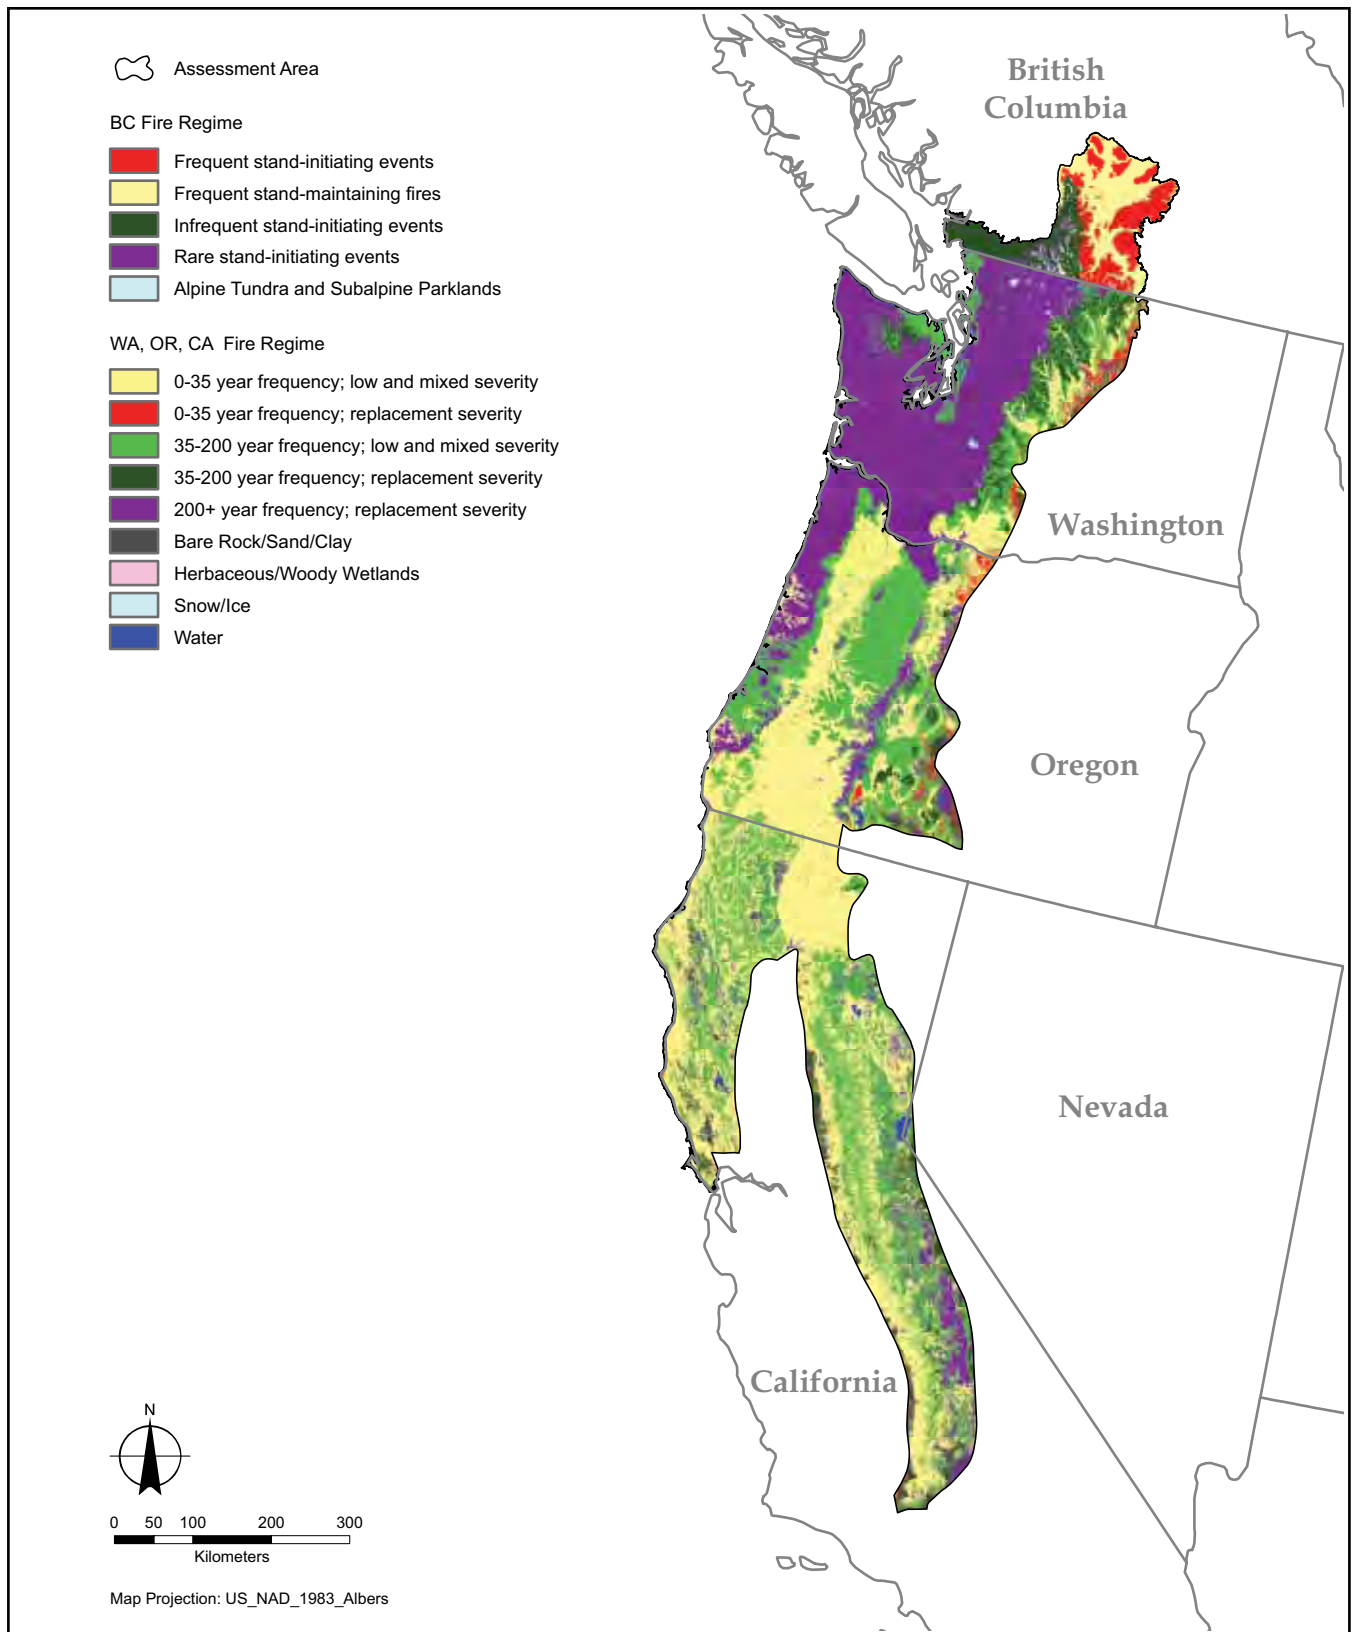 Assessment Area
BC Fire Regime
Frequent stand-initiating events
Frequent stand-maintaining fires
Infrequent stand-initiating events
Rare stand-initiating events
Alpine Tundra and Subalpine Parklands
WA, OR, CA Fire Regime
0-35 year frequency; low and mixed severity
0-35 year frequency; replacement severity
35-200 year frequency; low and mixed severity
35-200 year frequency; replacement severity
200+ year frequency; replacement severity
Bare Rock/Sand/Clay
Herbaceous/Woody Wetlands
Snow/Ice
Water
British
Columbia
Washington
Oregon
Nevada
California
N
0 50 100 200 300
Kilometers
Map Projection: US_NAD_1983_Albers